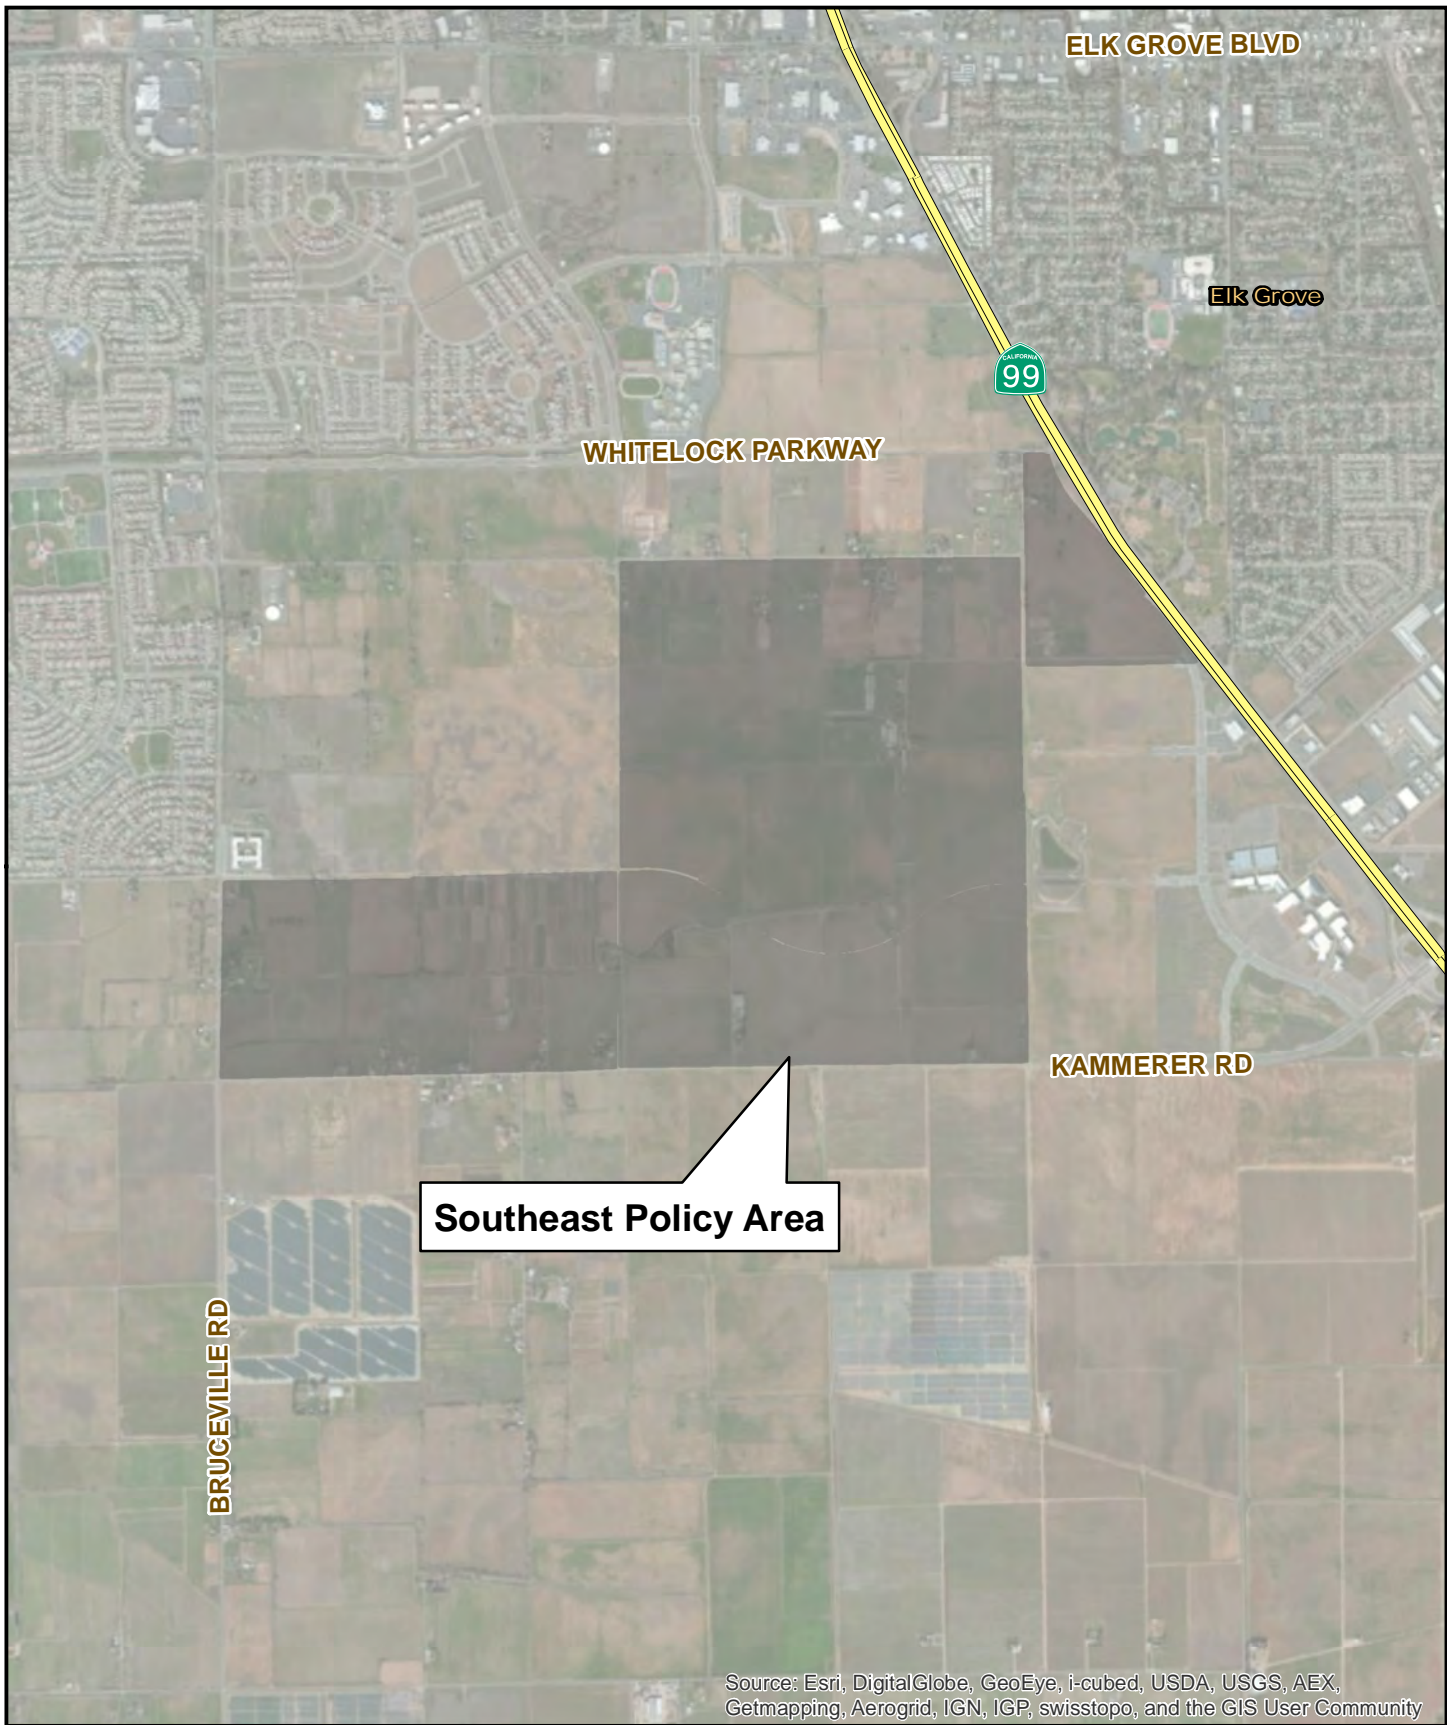 ELK GROVE BLVD
Elk Grove
CALIFORNIA
99
WHITELOCK PARKWAY
KAMMERER RD
Southeast Policy Area
BRUCEVILLE RD
Source: Esri, DigitalGlobe, GeoEye, i-cubed, USDA, USGS, AEX,
Getmapping, Aerogrid, IGN, IGP, swisstopo, and the GIS User Community